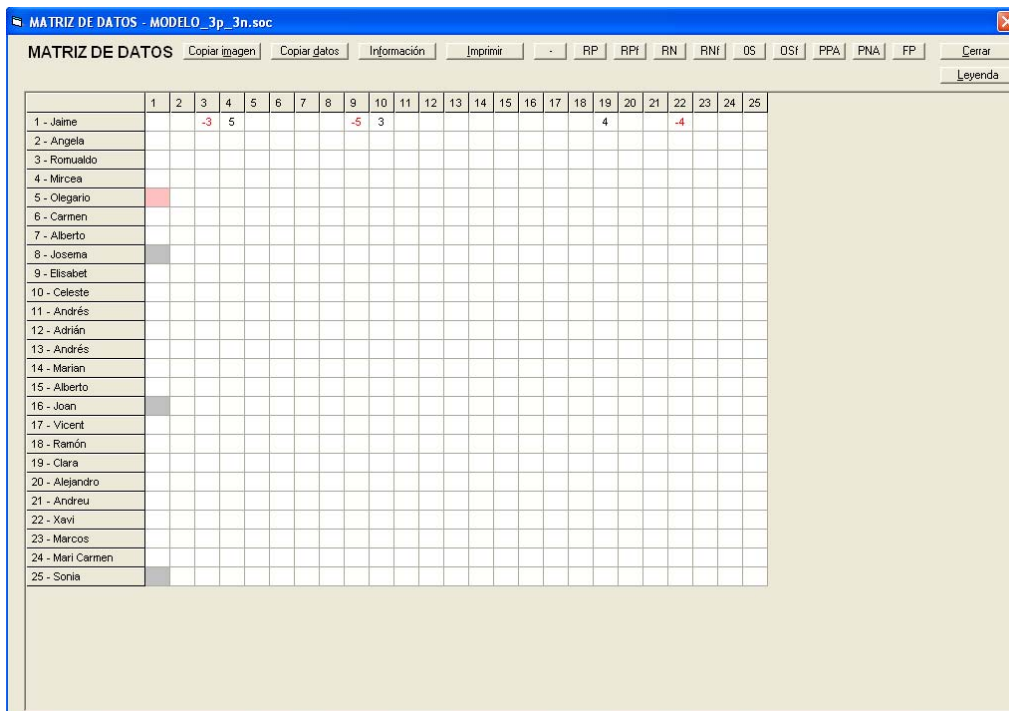 MATRIZ DE DATOS - MODELO_3p_3n.soc
MATRIZ DE DATOS Copiar imagen Copiar datos Información Imprimir - RP RPf RN RNf OS OSf PPA PNA FP Cerrar
Leyenda
1 2 3 4 5 6 7 8 9 10 11 12 13 14 15 16 17 18 19 20 21 22 23 24 25
1 - Jaime -3 5 -5 3 4 -4
2 - Angela
3 - Romualdo
4 - Mircea
5 - Olegario
6 - Carmen
7 - Alberto
8 - Josema
9 - Elisabet
10 - Celeste
11 - Andrés
12 - Adrián
13 - Andrés
14 - Marian
15 - Alberto
16 - Joan
17 - Vicent
18 - Ramón
19 - Clara
20 - Alejandro
21 - Andreu
22 - Xavi
23 - Marcos
24 - Mari Carmen
25 - Sonia